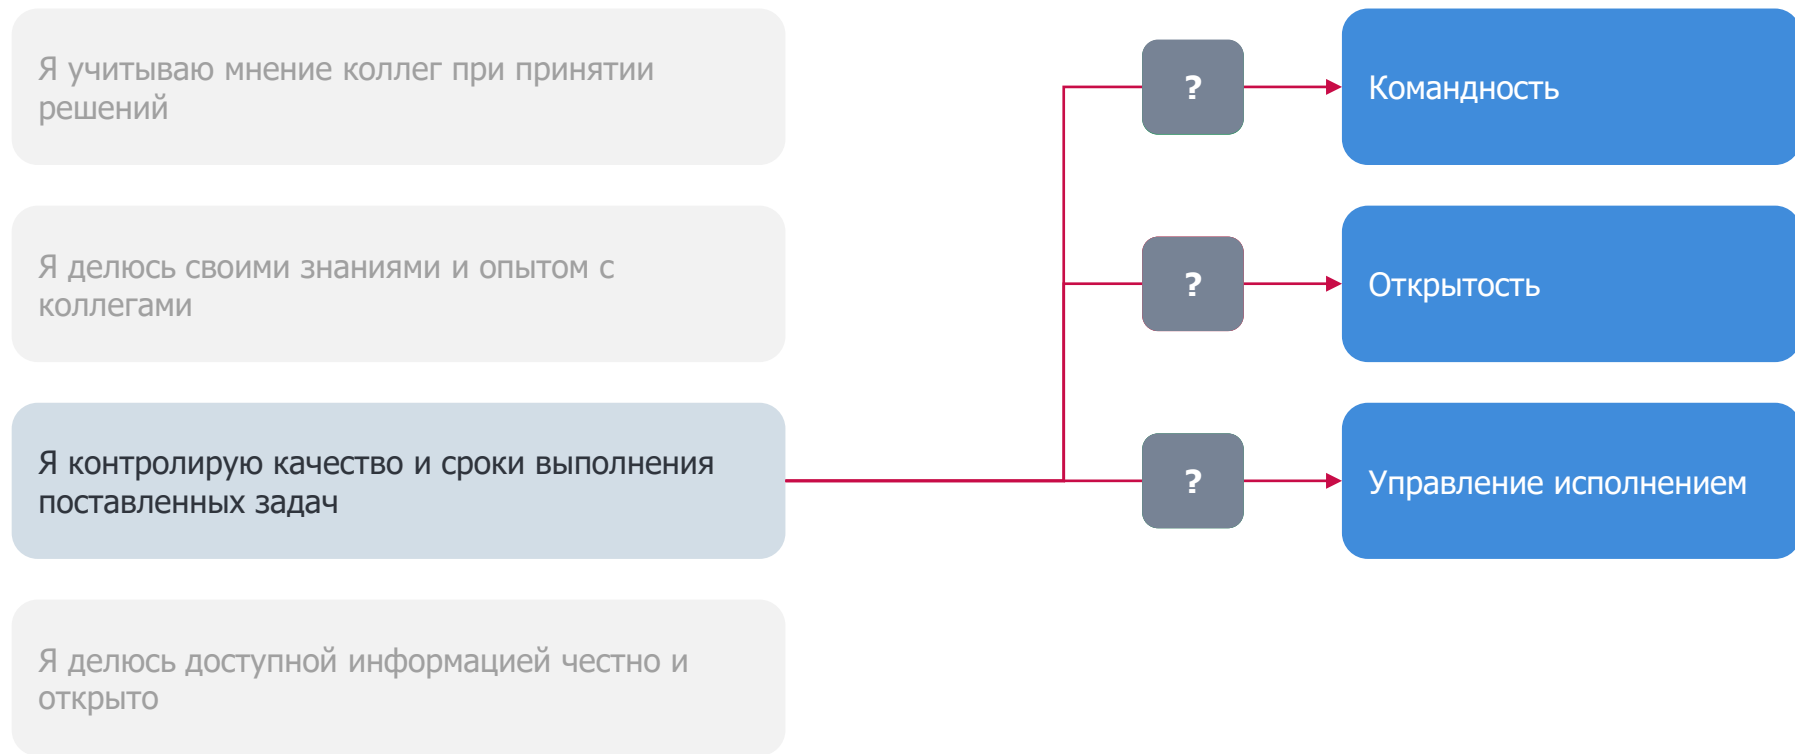 Я учитываю мнение коллег при принятии
решений
?
Командность
Я делюсь своими знаниями и опытом с
коллегами
?
Открытость
Я контролирую качество и сроки выполнения
поставленных задач
?
Управление исполнением
Я делюсь доступной информацией честно и
открыто